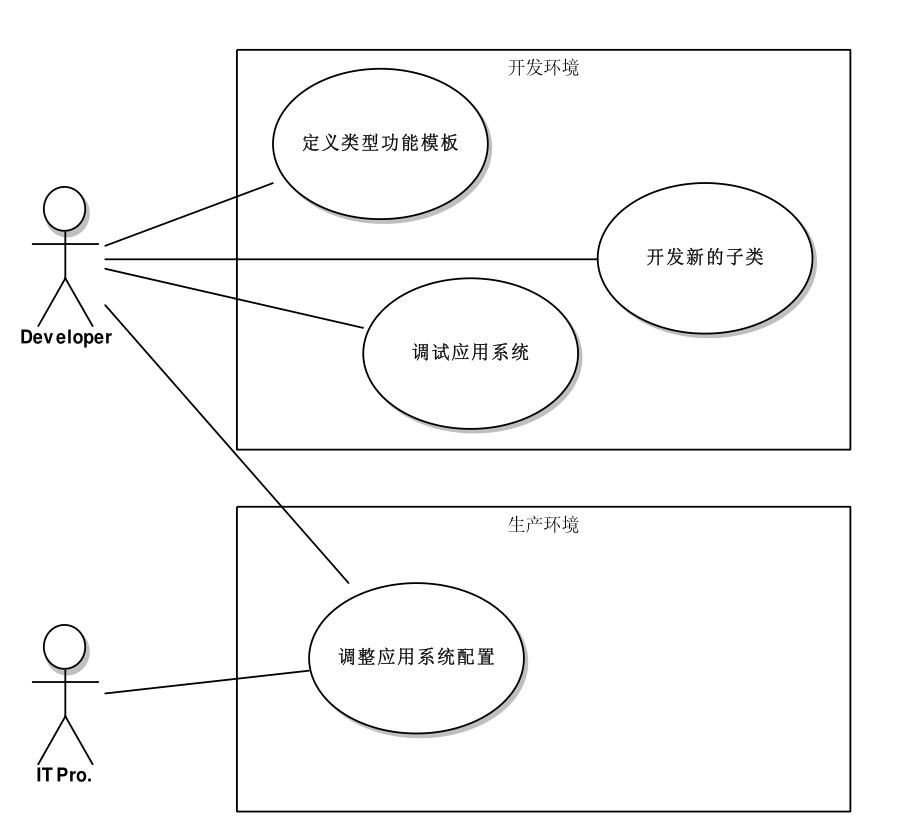 开发环境
定义类型功能模板
开发新的子类
Developer
调试应用系统
生产环境
调整应用系统配置
IT Pro.